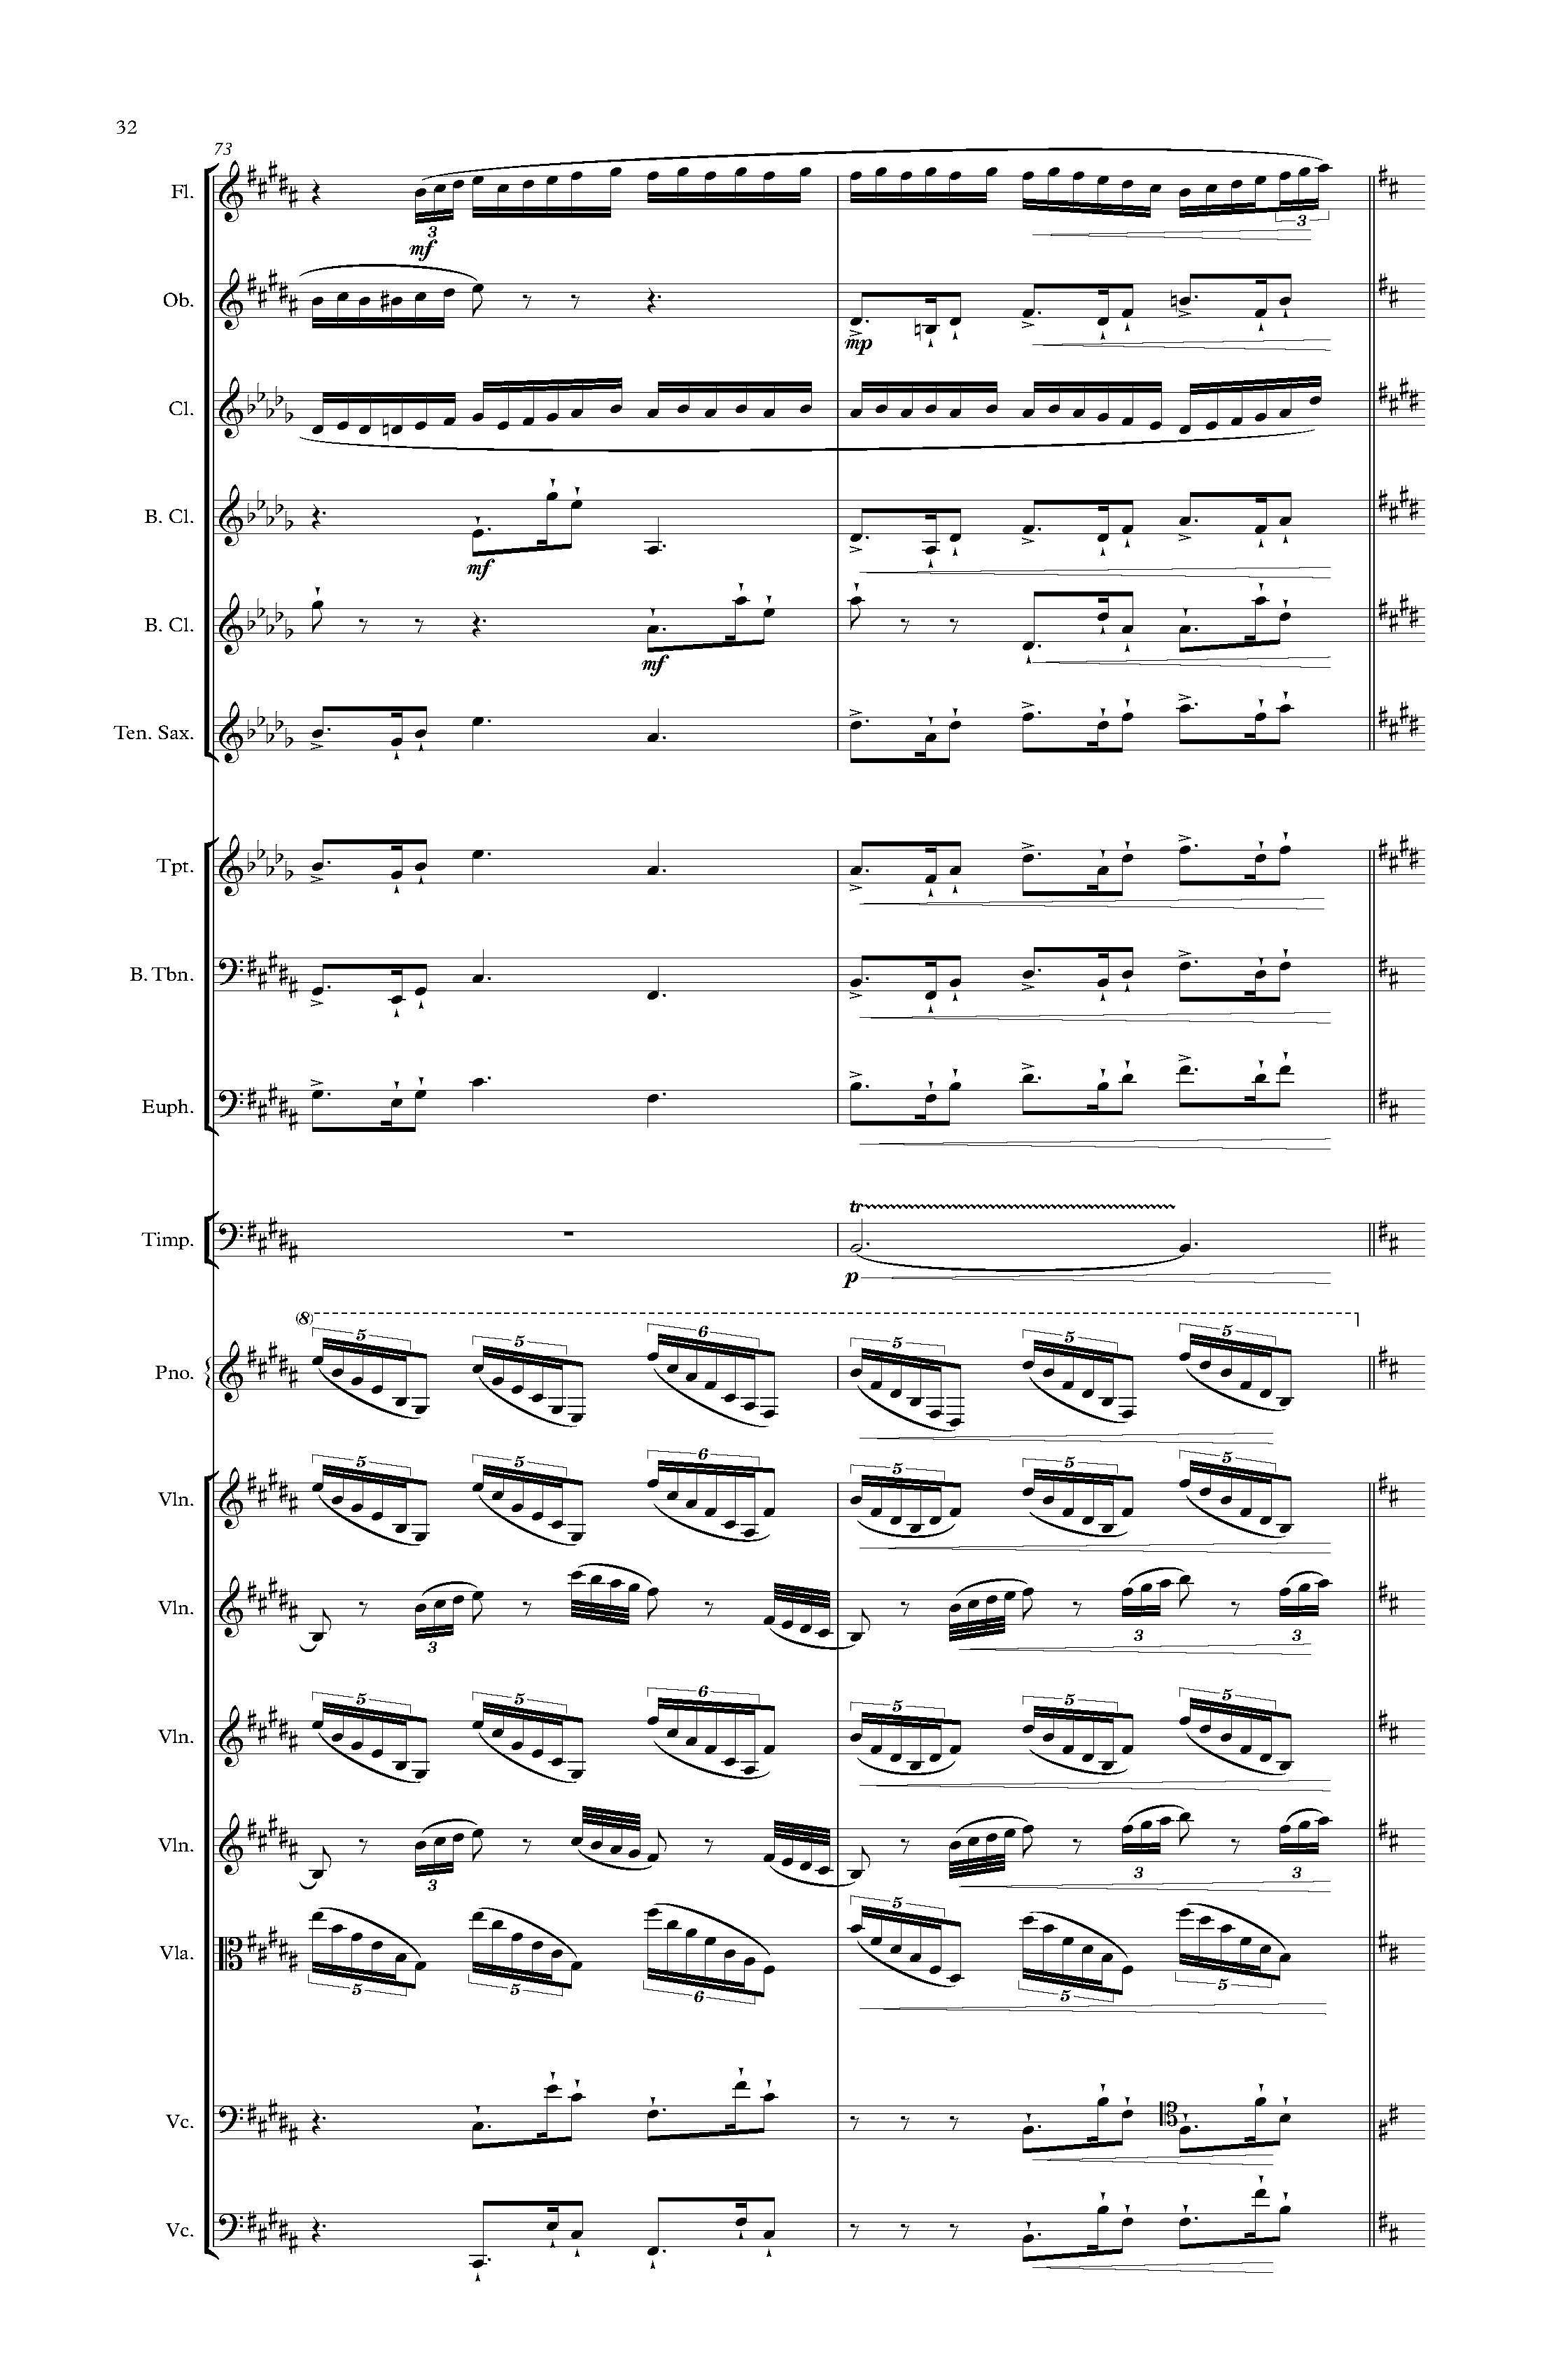 32
73
Fl.
3
mf
3
Ob.
mp
Cl.
B. Cl.
mf
B. Cl.
mf
Ten. Sax.
Tpt.
B. Tbn.
Euph.
Timp.
tr
p
(8)
Pno.
5 5 6 5 5 5
Vln.
5 5 6 5 5 5
Vln.
3 3 3
Vln.
5 5 6 5 5 5
Vln.
3 3 3
Vla.
5 5 6 5 5 5
Vc.
Vc.